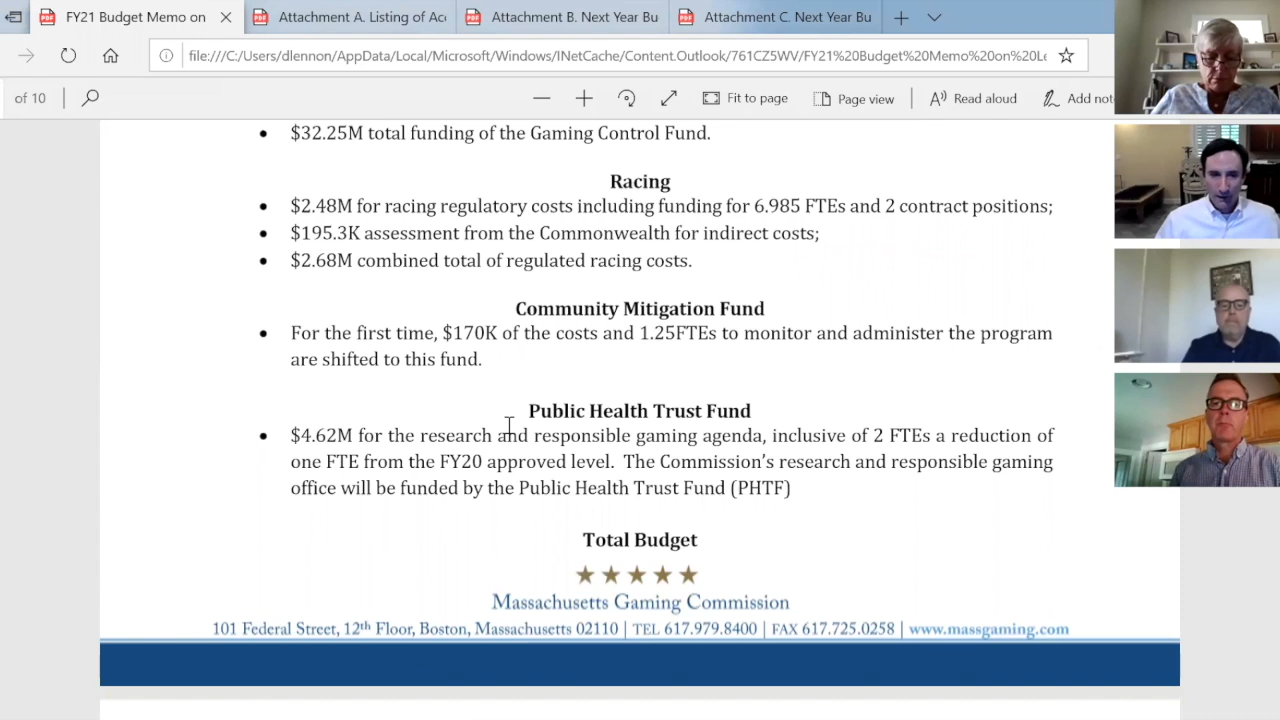 FY21 Budget Memo on
Attachment A. Listing of Ac
Attachment B. Next Year Bu
Attachment C. Next Year Bu
file:///C:/Users/dlennon/AppData/Local/Microsoft/Windows/INetCache/Content.Outlook/761CZ5WV/FY21%20Budget%20Memo%20on%20Le
of 10
Fit to page
Page view
Read aloud
Add not
• $32.25M total funding of the Gaming Control Fund.
Racing
• $2.48M for racing regulatory costs including funding for 6.985 FTEs and 2 contract positions;
• $195.3K assessment from the Commonwealth for indirect costs;
• $2.68M combined total of regulated racing costs.
Community Mitigation Fund
• For the first time, $170K of the costs and 1.25FTEs to monitor and administer the program
are shifted to this fund.
Public Health Trust Fund
• $4.62M for the research and responsible gaming agenda, inclusive of 2 FTEs a reduction of
one FTE from the FY20 approved level. The Commission's research and responsible gaming
office will be funded by the Public Health Trust Fund (PHTF)
Total Budget
★ ★ ★ ★ ★
Massachusetts Gaming Commission
101 Federal Street, 12th Floor, Boston, Massachusetts 02110 | TEL 617.979.8400 | FAX 617.725.0258 | www.massgaming.com